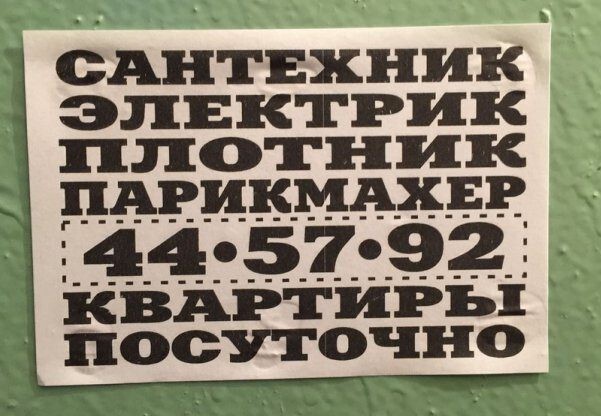 САНТЕХНИК
ЭЛЕКТРИК
ПЛОТНИК
ПАРИКМАХЕР
44•57•92
КВАРТИРЫ
ПОСУТОЧНО